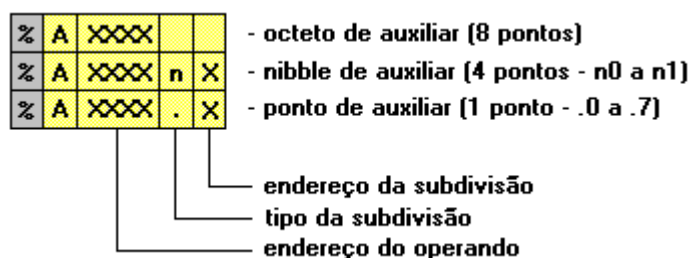 % A XXXX - octeto de auxiliar (8 pontos)
% A XXXX n X - nibble de auxiliar (4 pontos - n0 a n1)
% A XXXX . X - ponto de auxiliar (1 ponto - .0 a .7)
endereço da subdivisão
tipo da subdivisão
endereço do operando